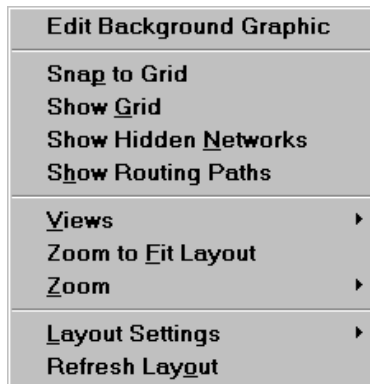 Edit Background Graphic
Snap to Grid
Show Grid
Show Hidden Networks
Show Routing Paths
Views
Zoom to Fit Layout
Zoom
Layout Settings
Refresh Layout